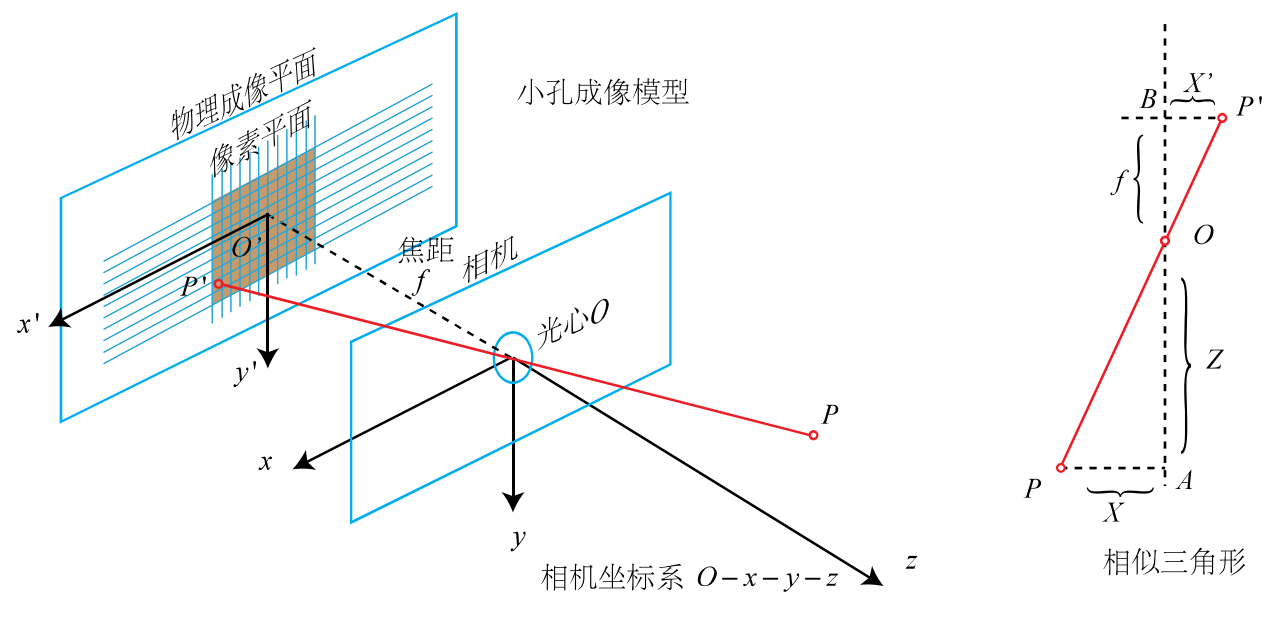 物理成像平面
像素平面
小孔成像模型
O'
P'
x'
y'
焦距
f
相机
光心O
x
y
z
P
相机坐标系 O-x-y-z
B
X'
P'
f
O
Z
P
X
A
相似三角形